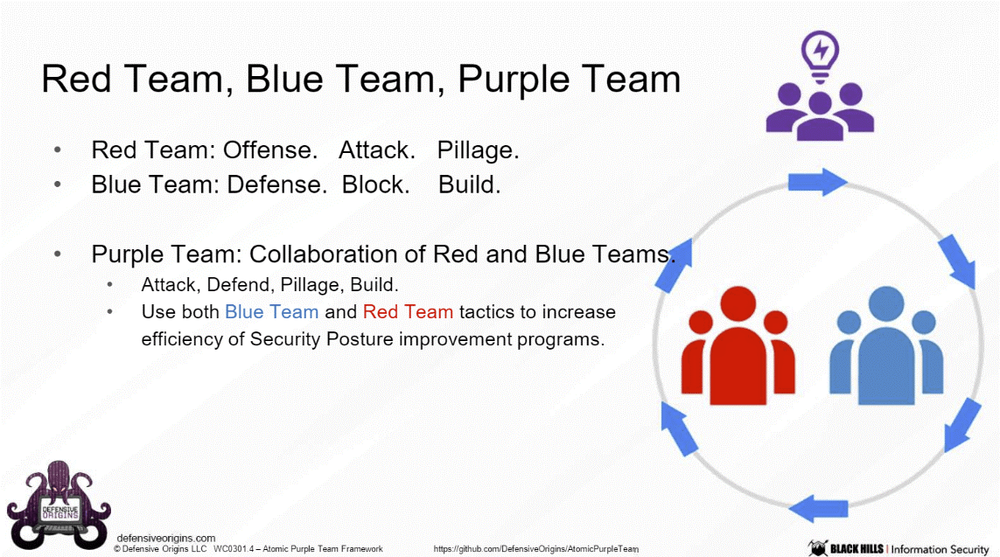 Red Team, Blue Team, Purple Team
• Red Team: Offense. Attack. Pillage.
• Blue Team: Defense. Block. Build.
• Purple Team: Collaboration of Red and Blue Teams.
• Attack, Defend, Pillage, Build.
• Use both Blue Team and Red Team tactics to increase
efficiency of Security Posture improvement programs.
DEFENSIVE
ORIGINS
defensiveorigins.com
© Defensive Origins LLC WC0301.4 – Atomic Purple Team Framework
https://github.com/DefensiveOrigins/AtomicPurpleTeam
BLACK HILLS | Information Security